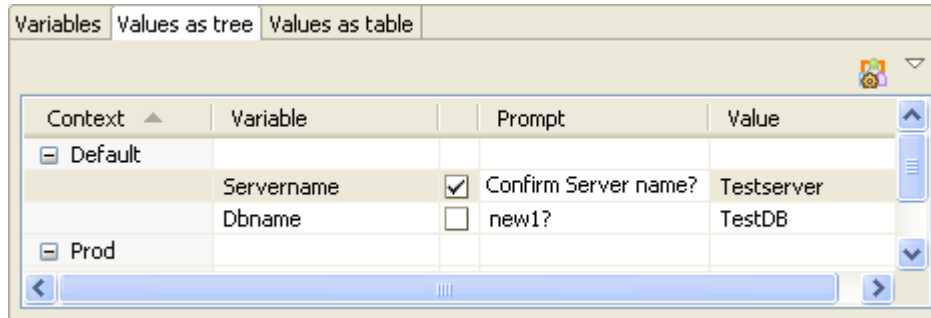 Variables Values as tree Values as table
Context Variable Prompt Value
Default
Servername Confirm Server name? Testserver
Dbname new1? TestDB
Prod